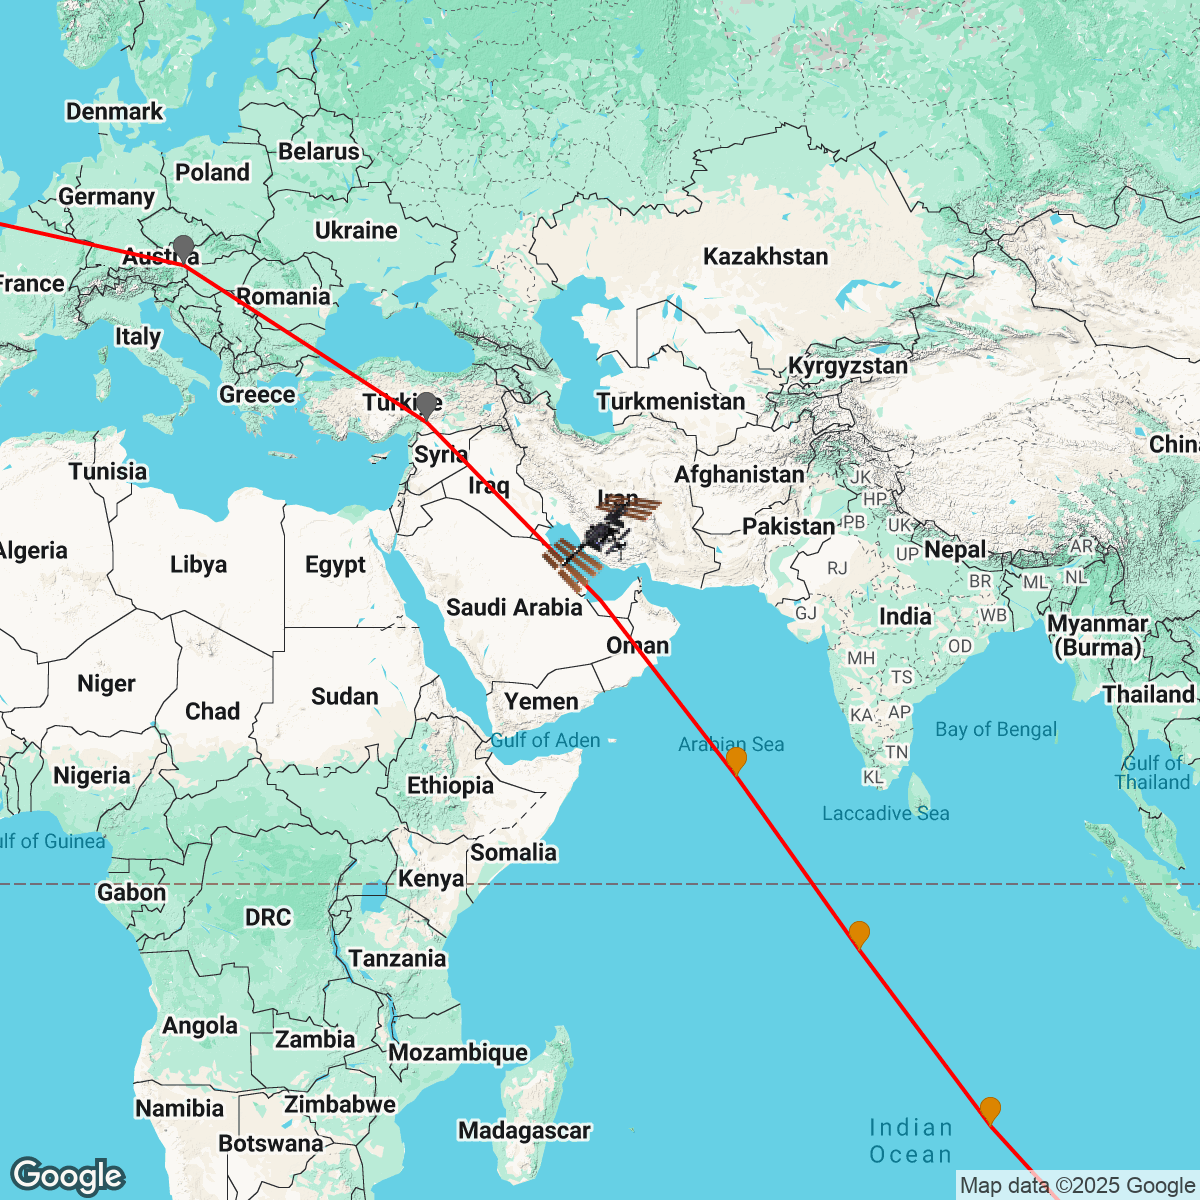 Denmark
Belarus
Poland
Germany
Ukraine
Austria
Kazakhstan
France
Romania
Italy
Kyrgyzstan
Greece
Türkiye
Turkmenistan
China
Syria
Tunisia
Afghanistan
JK
Iraq
Iran
HP
Pakistan
PB
UK
Algeria
Nepal
AR
UP
Libya
Egypt
RJ
BR
ML
NL
Saudi Arabia
GJ
India
WB
Myanmar
(Burma)
Oman
OD
MH
TS
Niger
Sudan
Thailand
Chad
Yemen
KA
AP
Bay of Bengal
Gulf of Aden
Arabian Sea
TN
Nigeria
Ethiopia
KL
Gulf of
Thailand
Laccadive Sea
ulf of Guinea
Somalia
Kenya
Gabon
DRC
Tanzania
Angola
Zambia
Mozambique
Namibia
Zimbabwe
Madagascar
Botswana
Indian
Ocean
Google
Map data ©2025 Google